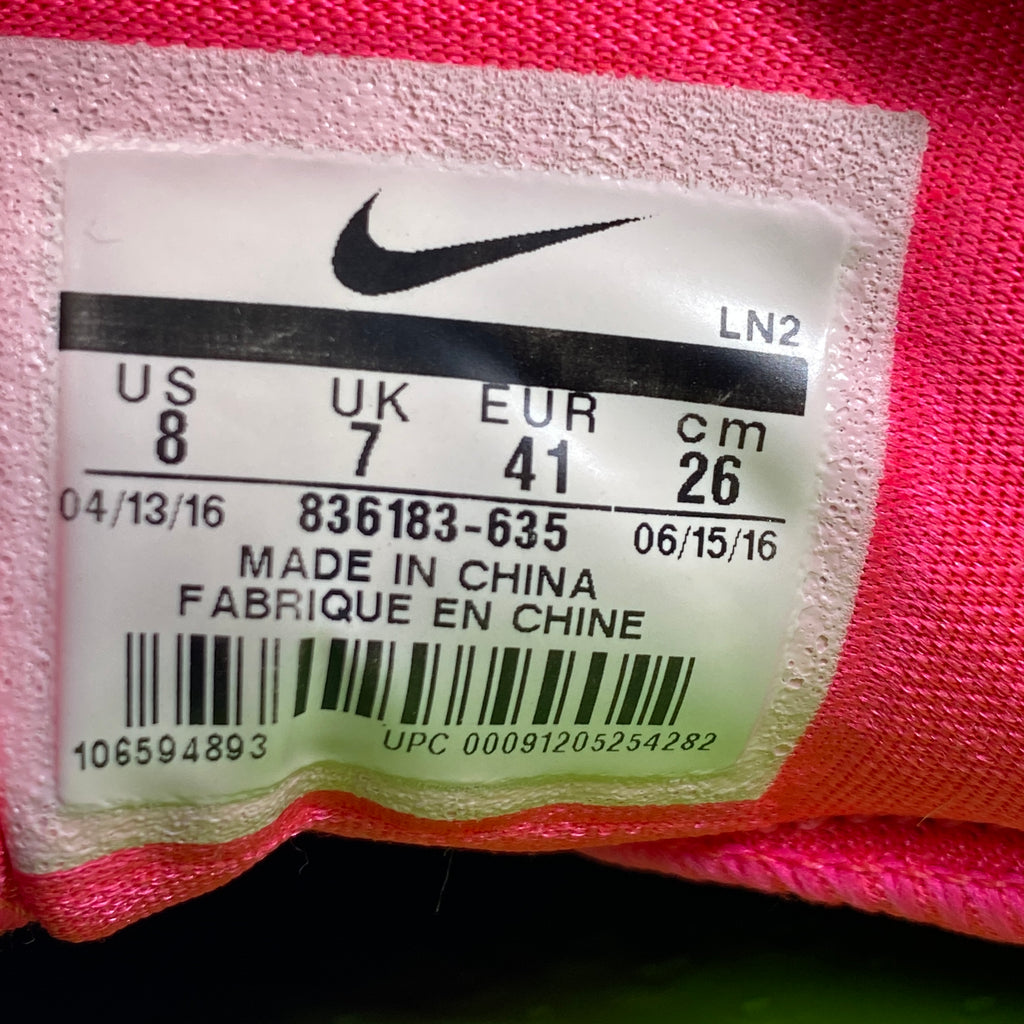 LN2
US UK EUR cm
8 7 41 26
04/13/16 836183-635 06/15/16
MADE IN CHINA
FABRIQUE EN CHINE
106594893 UPC 00091205254282